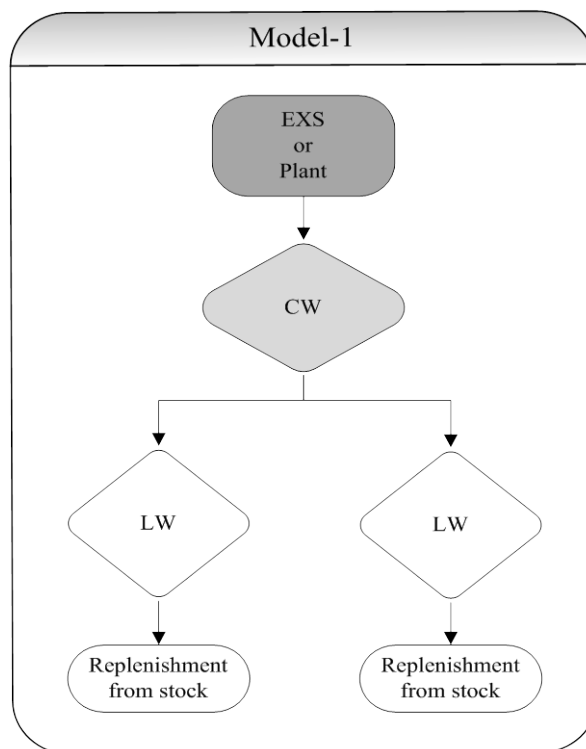 Model-1
EXS
or
Plant
CW
LW
LW
Replenishment
from stock
Replenishment
from stock